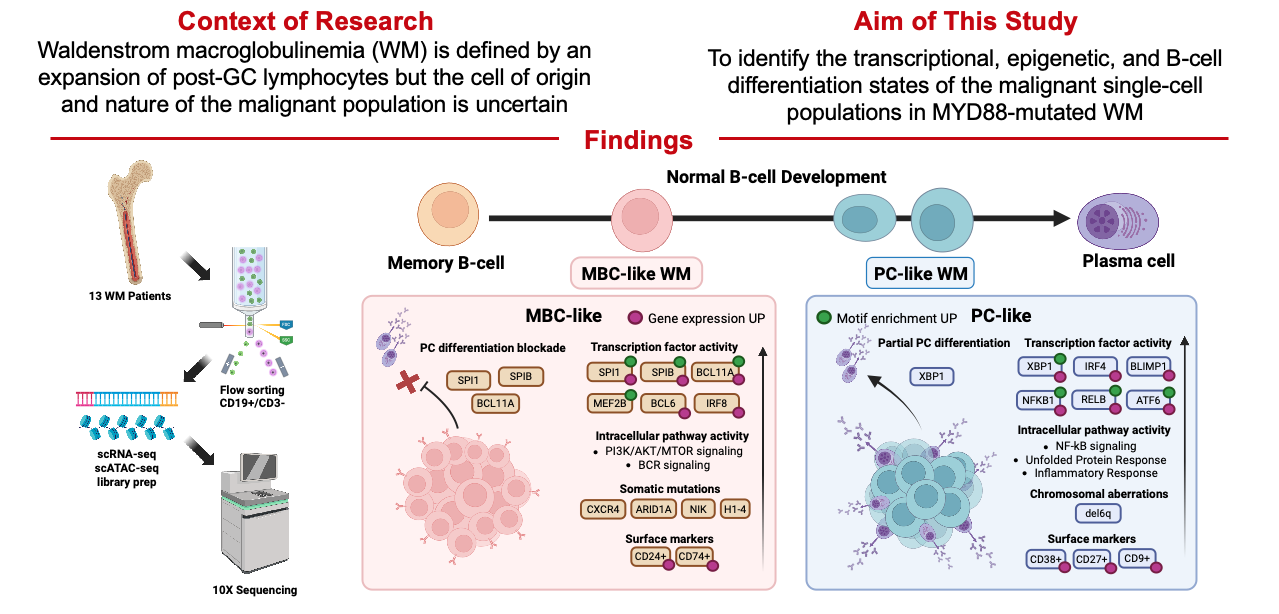 Context of Research
Waldenstrom macroglobulinemia (WM) is defined by an
expansion of post-GC lymphocytes but the cell of origin
and nature of the malignant population is uncertain
Aim of This Study
To identify the transcriptional, epigenetic, and B-cell
differentiation states of the malignant single-cell
populations in MYD88-mutated WM
Findings
13 WM Patients
Flow sorting
CD19+/CD3-
scRNA-seq
scATAC-seq
library prep
10X Sequencing
Normal B-cell Development
Memory B-cell
MBC-like WM
PC-like WM
Plasma cell
MBC-like
Gene expression UP
PC differentiation blockade
SPI1
SPIB
BCL11A
Transcription factor activity
SPI1
SPIB
BCL11A
MEF2B
BCL6
IRF8
Intracellular pathway activity
• PI3K/AKT/MTOR signaling
• BCR signaling
Somatic mutations
CXCR4
ARID1A
NIK
H1-4
Surface markers
CD24+
CD74+
Motif enrichment UP
PC-like
Partial PC differentiation
XBP1
Transcription factor activity
XBP1
IRF4
BLIMP1
NFKB1
RELB
ATF6
Intracellular pathway activity
• NF-kB signaling
• Unfolded Protein Response
• Inflammatory Response
Chromosomal aberrations
del6q
Surface markers
CD38+
CD27+
CD9+